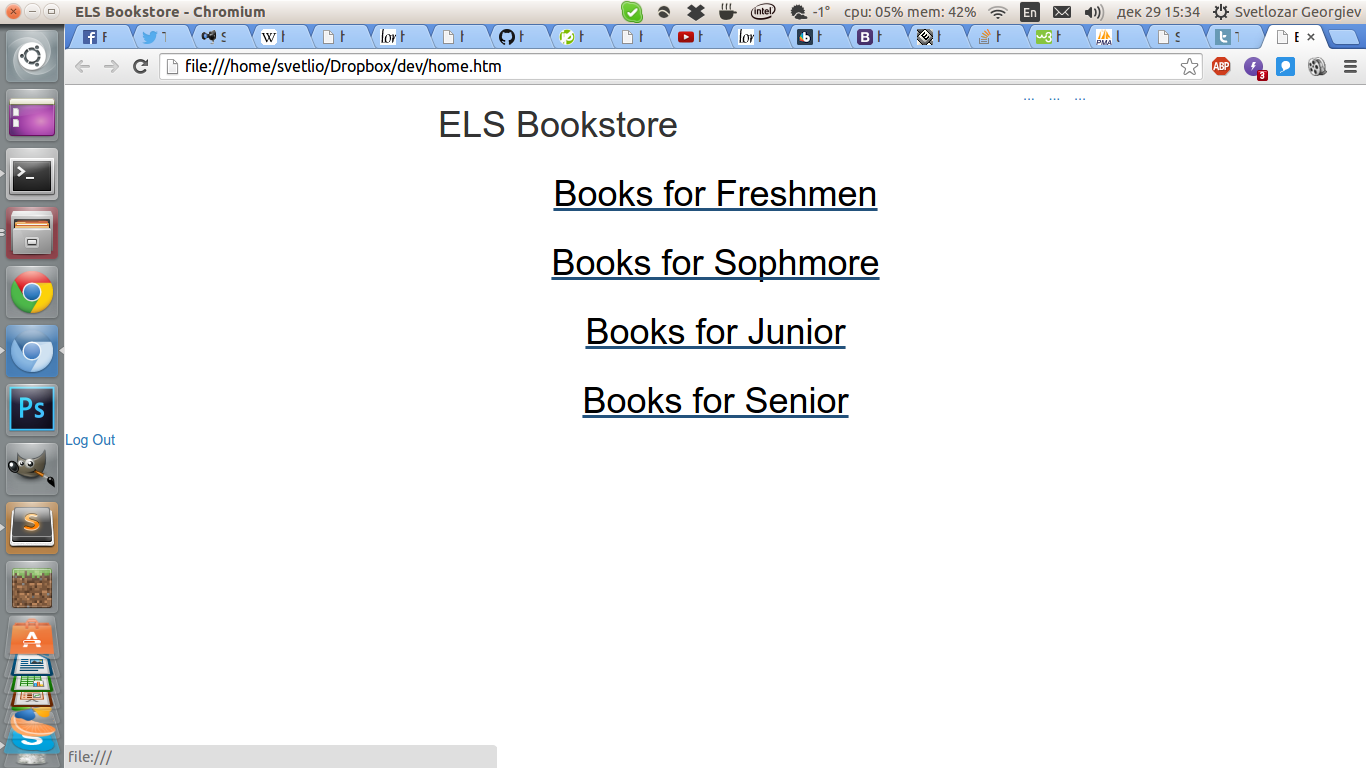 ELS Bookstore - Chromium
-1° cpu: 05% mem: 42% En дек 29 15:34 Svetlozar Georgiev
file:///home/svetlio/Dropbox/dev/home.htm
ABP 3
... ... ...
ELS Bookstore
Books for Freshmen
Books for Sophmore
Books for Junior
Books for Senior
Log Out
Ps
file:///